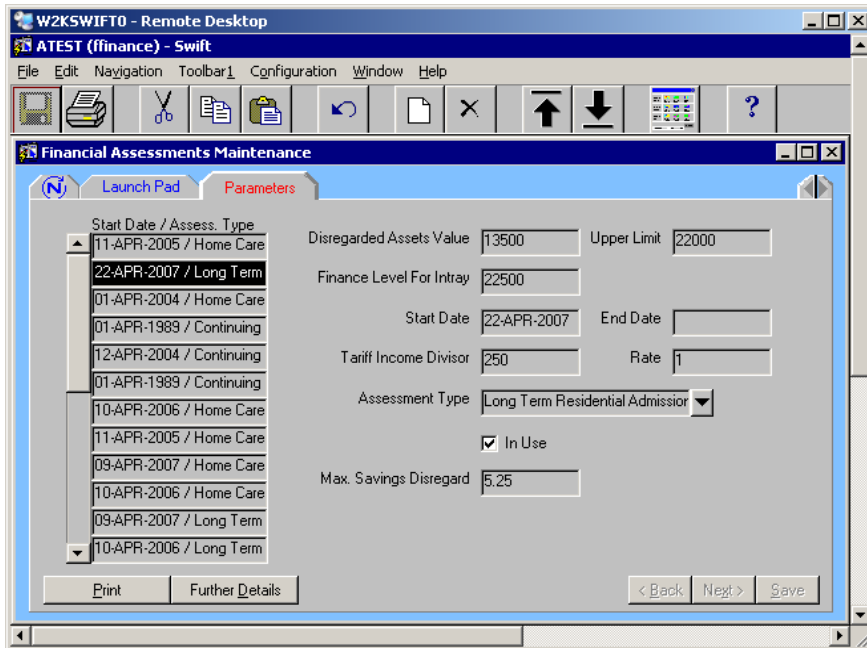 W2KSWIFT0 - Remote Desktop
ATEST (ffinance) - Swift
File Edit Navigation Toolbar1 Configuration Window Help
?
Financial Assessments Maintenance
N Launch Pad Parameters
Start Date / Assess. Type
11-APR-2005 / Home Care
22-APR-2007 / Long Term
01-APR-2004 / Home Care
01-APR-1989 / Continuing
12-APR-2004 / Continuing
01-APR-1989 / Continuing
10-APR-2006 / Home Care
11-APR-2005 / Home Care
09-APR-2007 / Home Care
10-APR-2006 / Home Care
09-APR-2007 / Long Term
10-APR-2006 / Long Term
Disregarded Assets Value 13500 Upper Limit 22000
Finance Level For Intray 22500
Start Date 22-APR-2007 End Date
Tariff Income Divisor 250 Rate 1
Assessment Type Long Term Residential Admission
In Use
Max. Savings Disregard 5.25
Print Further Details < Back Next > Save